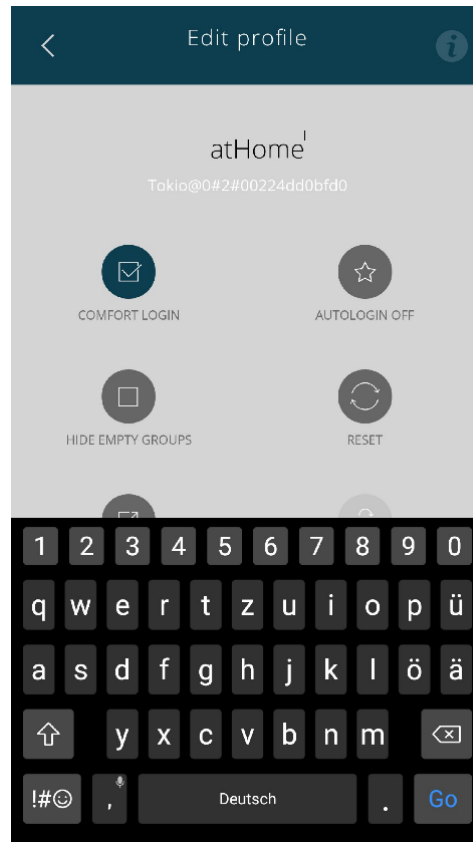 Edit profile
atHome
Tokio@0#2#00224dd0bfd0
COMFORT LOGIN AUTOLOGIN OFF
HIDE EMPTY GROUPS RESET
1 2 3 4 5 6 7 8 9 0
q w e r t z u i o p ü
a s d f g h j k l ö ä
y x c v b n m
!#☺ , Deutsch . Go